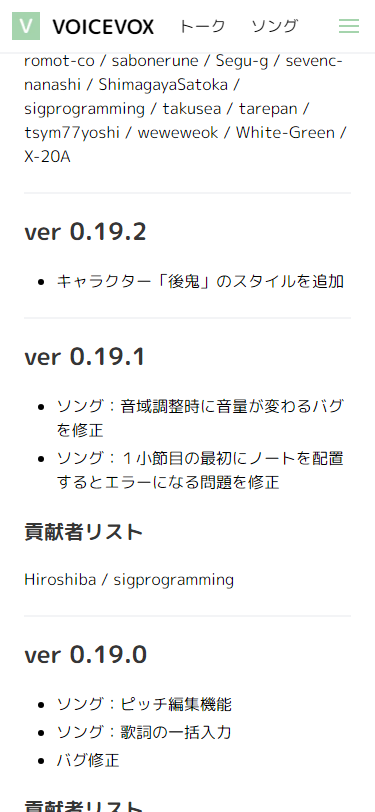 V VOICEVOX トーク ソング
romot-co / sabonerune / Segu-g / sevenc-
nanashi / ShimagayaSatoka /
sigprogramming / takusea / tarepan /
tsym77yoshi / weweweok / White-Green /
X-20A
ver 0.19.2
キャラクター「後鬼」のスタイルを追加
ver 0.19.1
ソング：音域調整時に音量が変わるバグ
を修正
ソング：１小節目の最初にノートを配置
するとエラーになる問題を修正
貢献者リスト
Hiroshiba / sigprogramming
ver 0.19.0
ソング：ピッチ編集機能
ソング：歌詞の一括入力
バグ修正
貢献者リスト